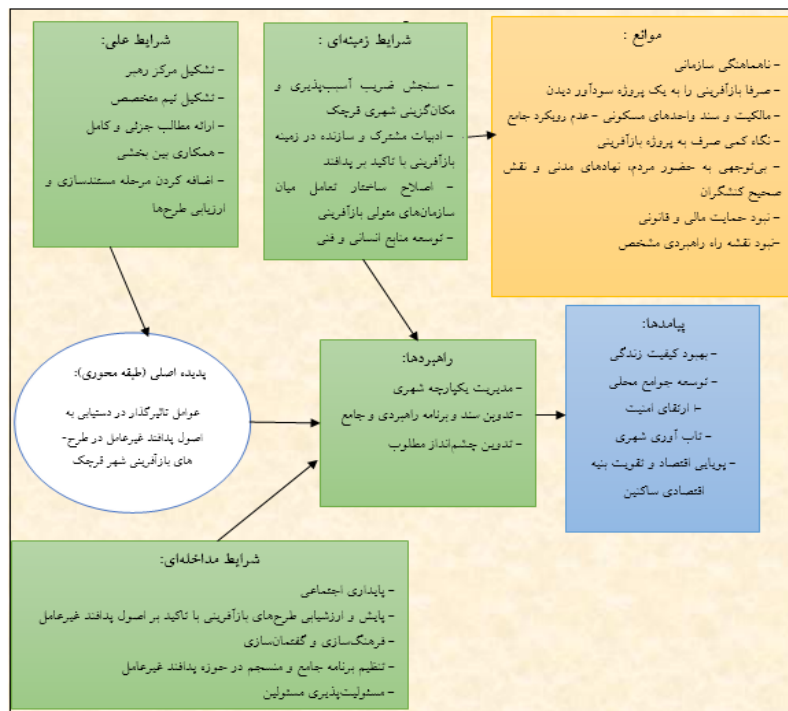 شرایط علی:
- تشکیل مرکز رهبر
- تشکیل تیم متخصص
- ارائه مطالب جزئی و کامل
- همکاری بین بخشی
- اضافه کردن مرحله مستندسازی و
ارزیابی طرح‌ها
شرایط زمینه‌ای :
- سنجش ضریب آسیب‌پذیری و
مکان‌گزینی شهری قرچک
- ادبیات مشترک و سازنده در زمینه
بازآفرینی با تاکید بر پدافند
- اصلاح ساختار تعامل میان
سازمان‌های متولی بازآفرینی
- توسعه منابع انسانی و فنی
موانع :
- ناهماهنگی سازمانی
- صرفا بازآفرینی را به یک پروژه سودآور دیدن
- مالکیت و سند واحدهای مسکونی - عدم رویکرد جامع
- نگاه کمی صرف به پروژه بازآفرینی
- بی‌توجهی به حضور مردم، نهادهای مدنی و نقش
صحیح کنشگران
- نبود حمایت مالی و قانونی
-نبود نقشه راه راهبردی مشخص
پدیده اصلی (طبقه محوری):
عوامل تاثیرگذار در دستیابی به
اصول پدافند غیرعامل در طرح-
های بازآفرینی شهر قرچک
راهبردها:
- مدیریت یکپارچه شهری
- تدوین سند و برنامه راهبردی و جامع
- تدوین چشم‌انداز مطلوب
پیامدها:
- بهبود کیفیت زندگی
- توسعه جوامع محلی
- ارتقای امنیت
- تاب آوری شهری
- پویایی اقتصاد و تقویت بنیه
اقتصادی ساکنین
شرایط مداخله‌ای:
- پایداری اجتماعی
- پایش و ارزشیابی طرح‌های بازآفرینی با تاکید بر اصول پدافند غیرعامل
- فرهنگ‌سازی و گفتمان‌سازی
- تنظیم برنامه جامع و منسجم در حوزه پدافند غیرعامل
- مسئولیت‌پذیری مسئولین